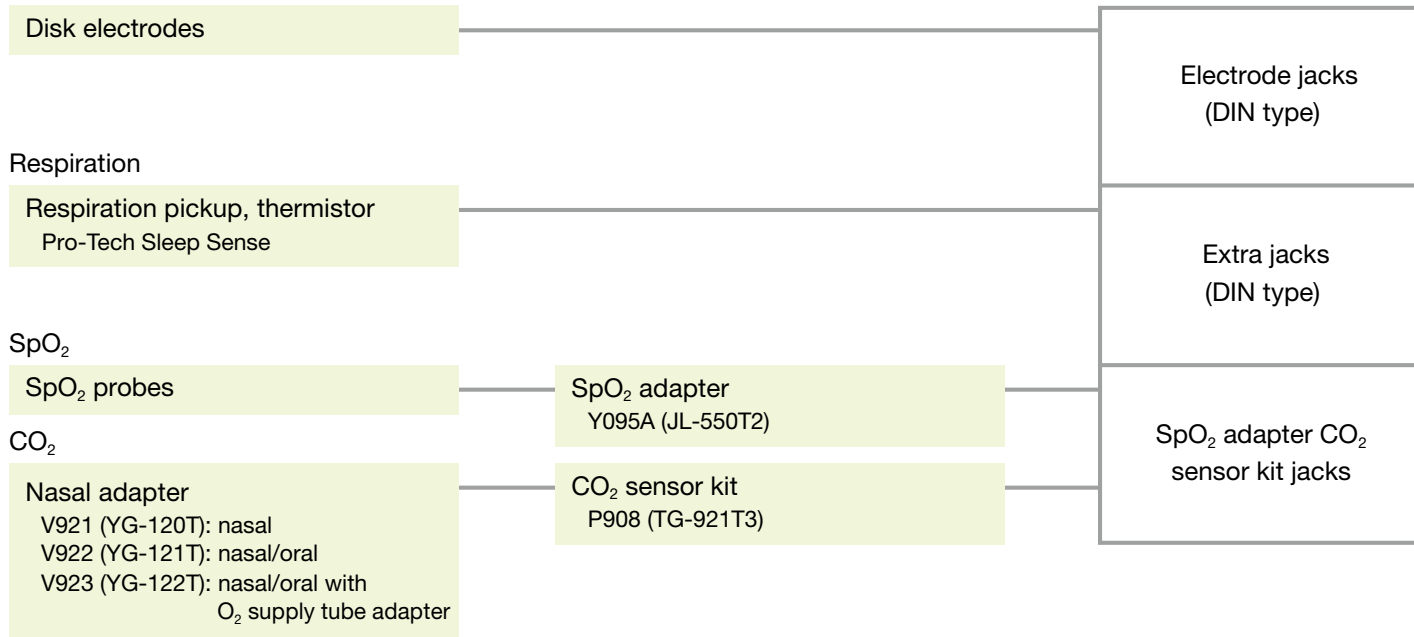 Disk electrodes
Electrode jacks
(DIN type)
Respiration
Respiration pickup, thermistor
Pro-Tech Sleep Sense
Extra jacks
(DIN type)
SpO₂
SpO₂ probes
SpO₂ adapter
Y095A (JL-550T2)
SpO₂ adapter CO₂
sensor kit jacks
CO₂
Nasal adapter
V921 (YG-120T): nasal
V922 (YG-121T): nasal/oral
V923 (YG-122T): nasal/oral with
O₂ supply tube adapter
CO₂ sensor kit
P908 (TG-921T3)